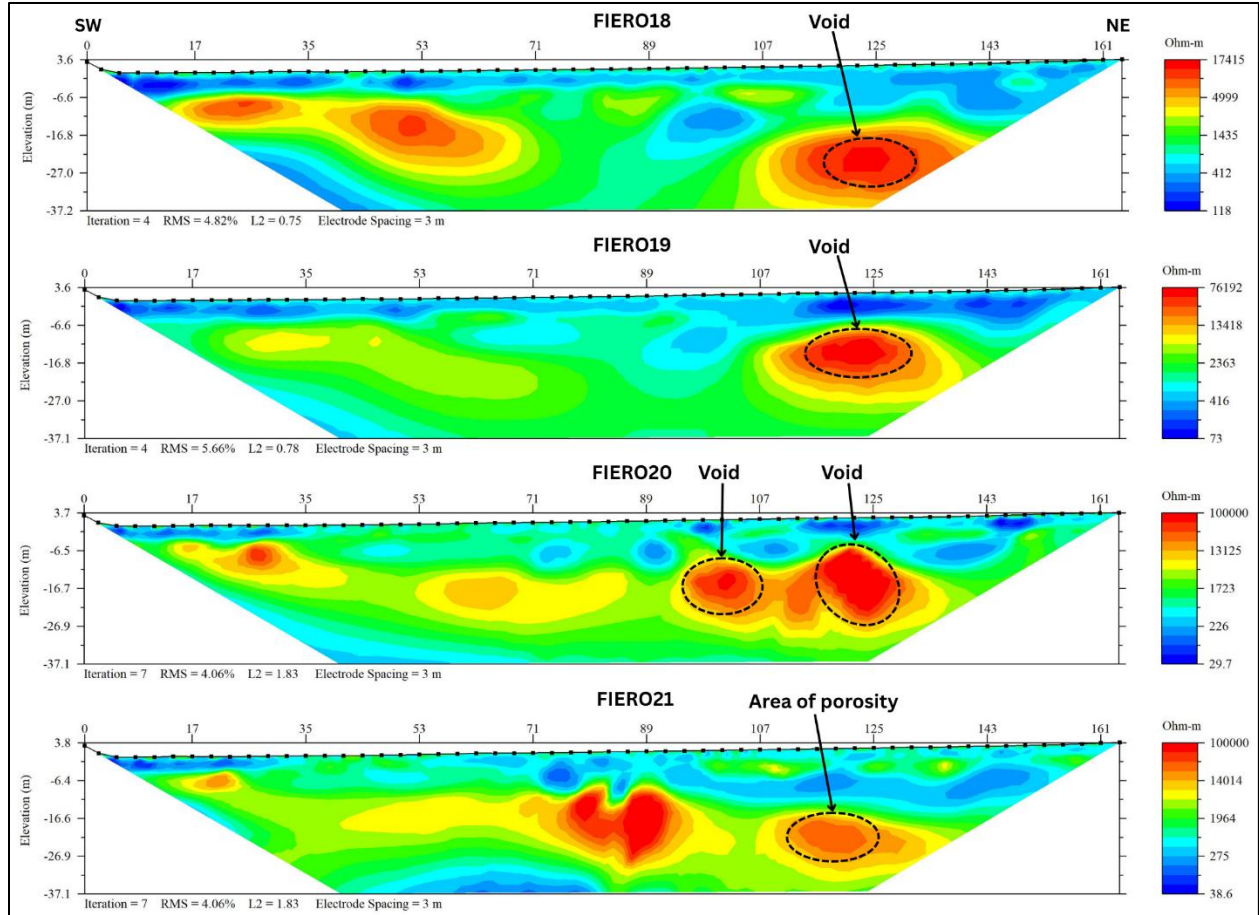 SW FIERO18 Void NE
0 17 35 53 71 89 107 125 143 161
Ohm-m
3.6 -6.6 -16.8 -27.0 -37.2
Elevation (m)
17415 4999 1435 412 118
Iteration = 4 RMS = 4.82% L2 = 0.75 Electrode Spacing = 3 m
FIERO19 Void
0 17 35 53 71 89 107 125 143 161
Ohm-m
3.6 -6.6 -16.8 -27.0 -37.1
Elevation (m)
76192 13418 2363 416 73
Iteration = 4 RMS = 5.66% L2 = 0.78 Electrode Spacing = 3 m
FIERO20 Void Void
0 17 35 53 71 89 107 125 143 161
Ohm-m
3.7 -6.5 -16.7 -26.9 -37.1
Elevation (m)
100000 13125 1723 226 29.7
Iteration = 7 RMS = 4.06% L2 = 1.83 Electrode Spacing = 3 m
FIERO21 Area of porosity
0 17 35 53 71 89 107 125 143 161
Ohm-m
3.8 -6.4 -16.6 -26.9 -37.1
Elevation (m)
100000 14014 1964 275 38.6
Iteration = 7 RMS = 4.06% L2 = 1.83 Electrode Spacing = 3 m